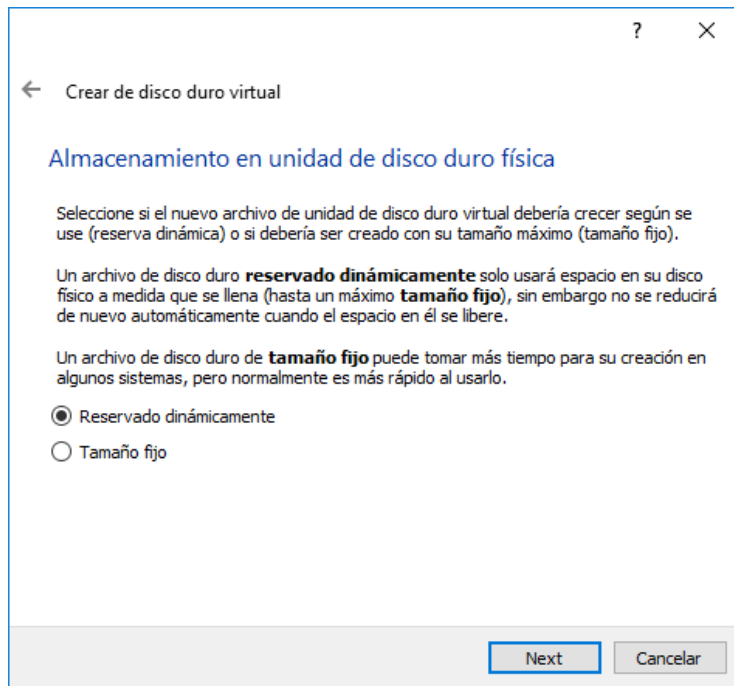 ?
Crear de disco duro virtual
Almacenamiento en unidad de disco duro física
Seleccione si el nuevo archivo de unidad de disco duro virtual debería crecer según se
use (reserva dinámica) o si debería ser creado con su tamaño máximo (tamaño fijo).
Un archivo de disco duro reservado dinámicamente solo usará espacio en su disco
físico a medida que se llena (hasta un máximo tamaño fijo), sin embargo no se reducirá
de nuevo automáticamente cuando el espacio en él se libere.
Un archivo de disco duro de tamaño fijo puede tomar más tiempo para su creación en
algunos sistemas, pero normalmente es más rápido al usarlo.
Reservado dinámicamente
Tamaño fijo
Next Cancelar